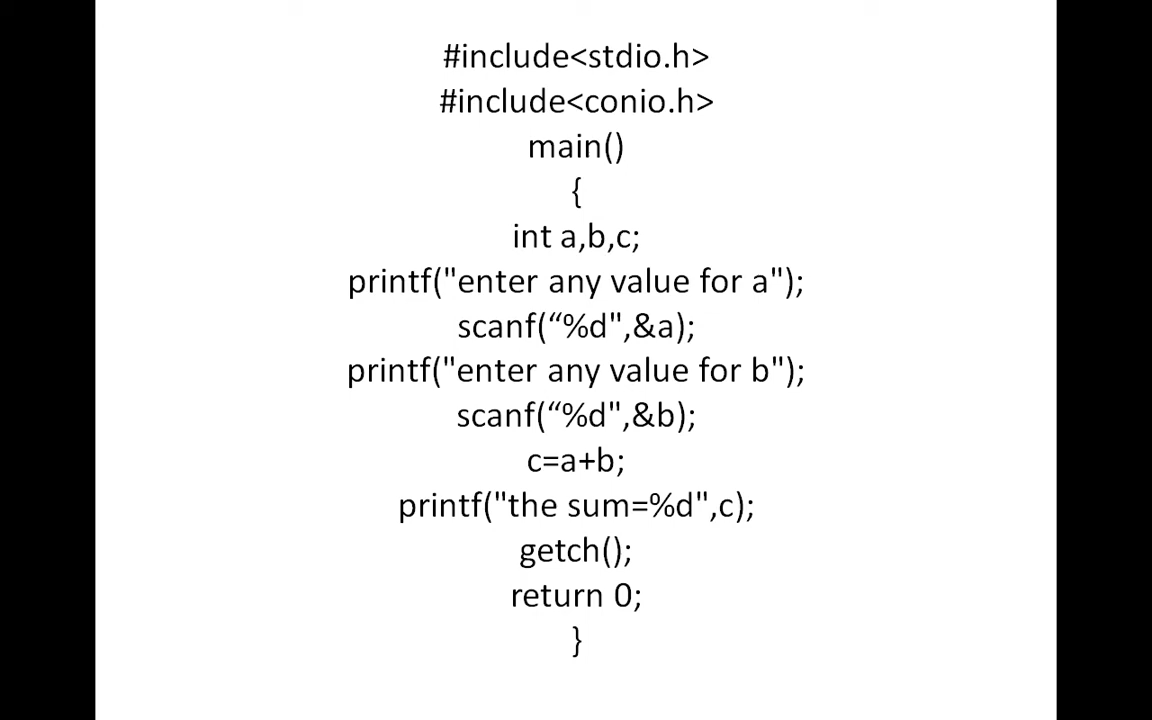 #include<stdio.h>
#include<conio.h>
main()
{
int a,b,c;
printf("enter any value for a");
scanf(“%d",&a);
printf("enter any value for b");
scanf(“%d",&b);
c=a+b;
printf("the sum=%d",c);
getch();
return 0;
}